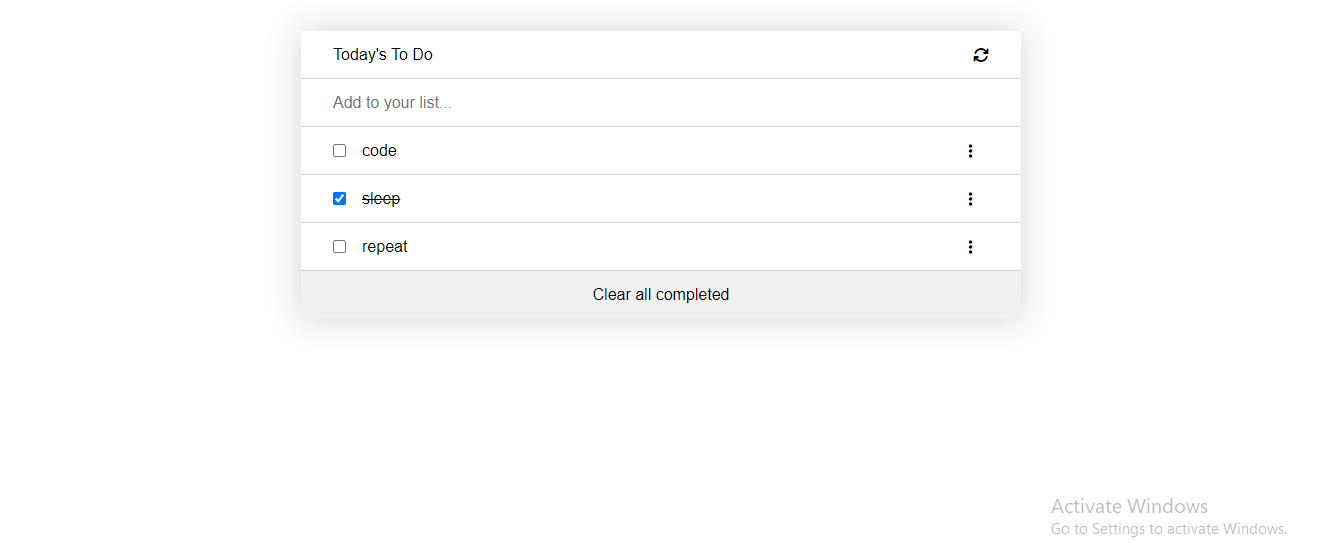 Today's To Do
Add to your list...
code
sleep
repeat
Clear all completed
Activate Windows
Go to Settings to activate Windows.